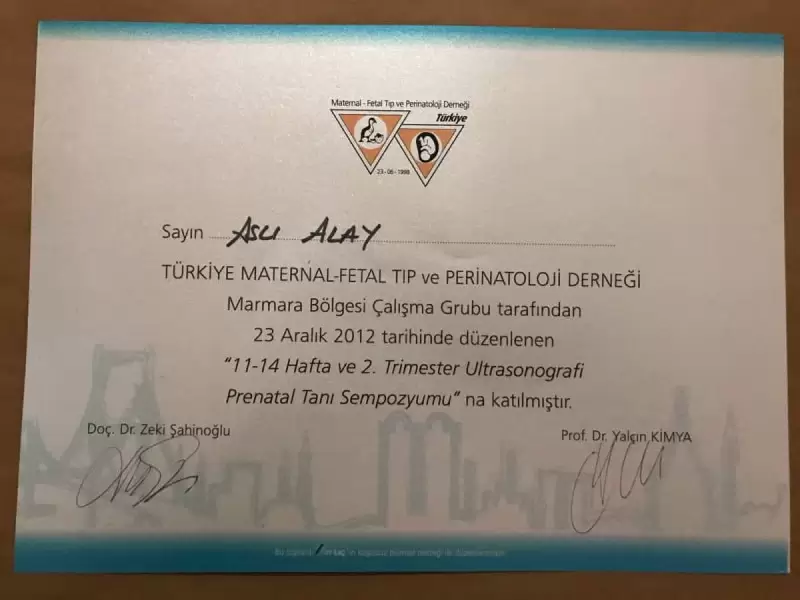 Maternal - Fetal Tıp ve Perinatoloji Derneği
Türkiye
23-06-1998
Sayın ASLI ALAY
TÜRKİYE MATERNAL-FETAL TIP ve PERİNATOLOJİ DERNEĞİ
Marmara Bölgesi Çalışma Grubu tarafından
23 Aralık 2012 tarihinde düzenlenen
“11-14 Hafta ve 2. Trimester Ultrasonografi
Prenatal Tanı Sempozyumu” na katılmıştır.
Doç. Dr. Zeki Şahinoğlu
Prof. Dr. Yalçın KİMYA
Bu toplantı